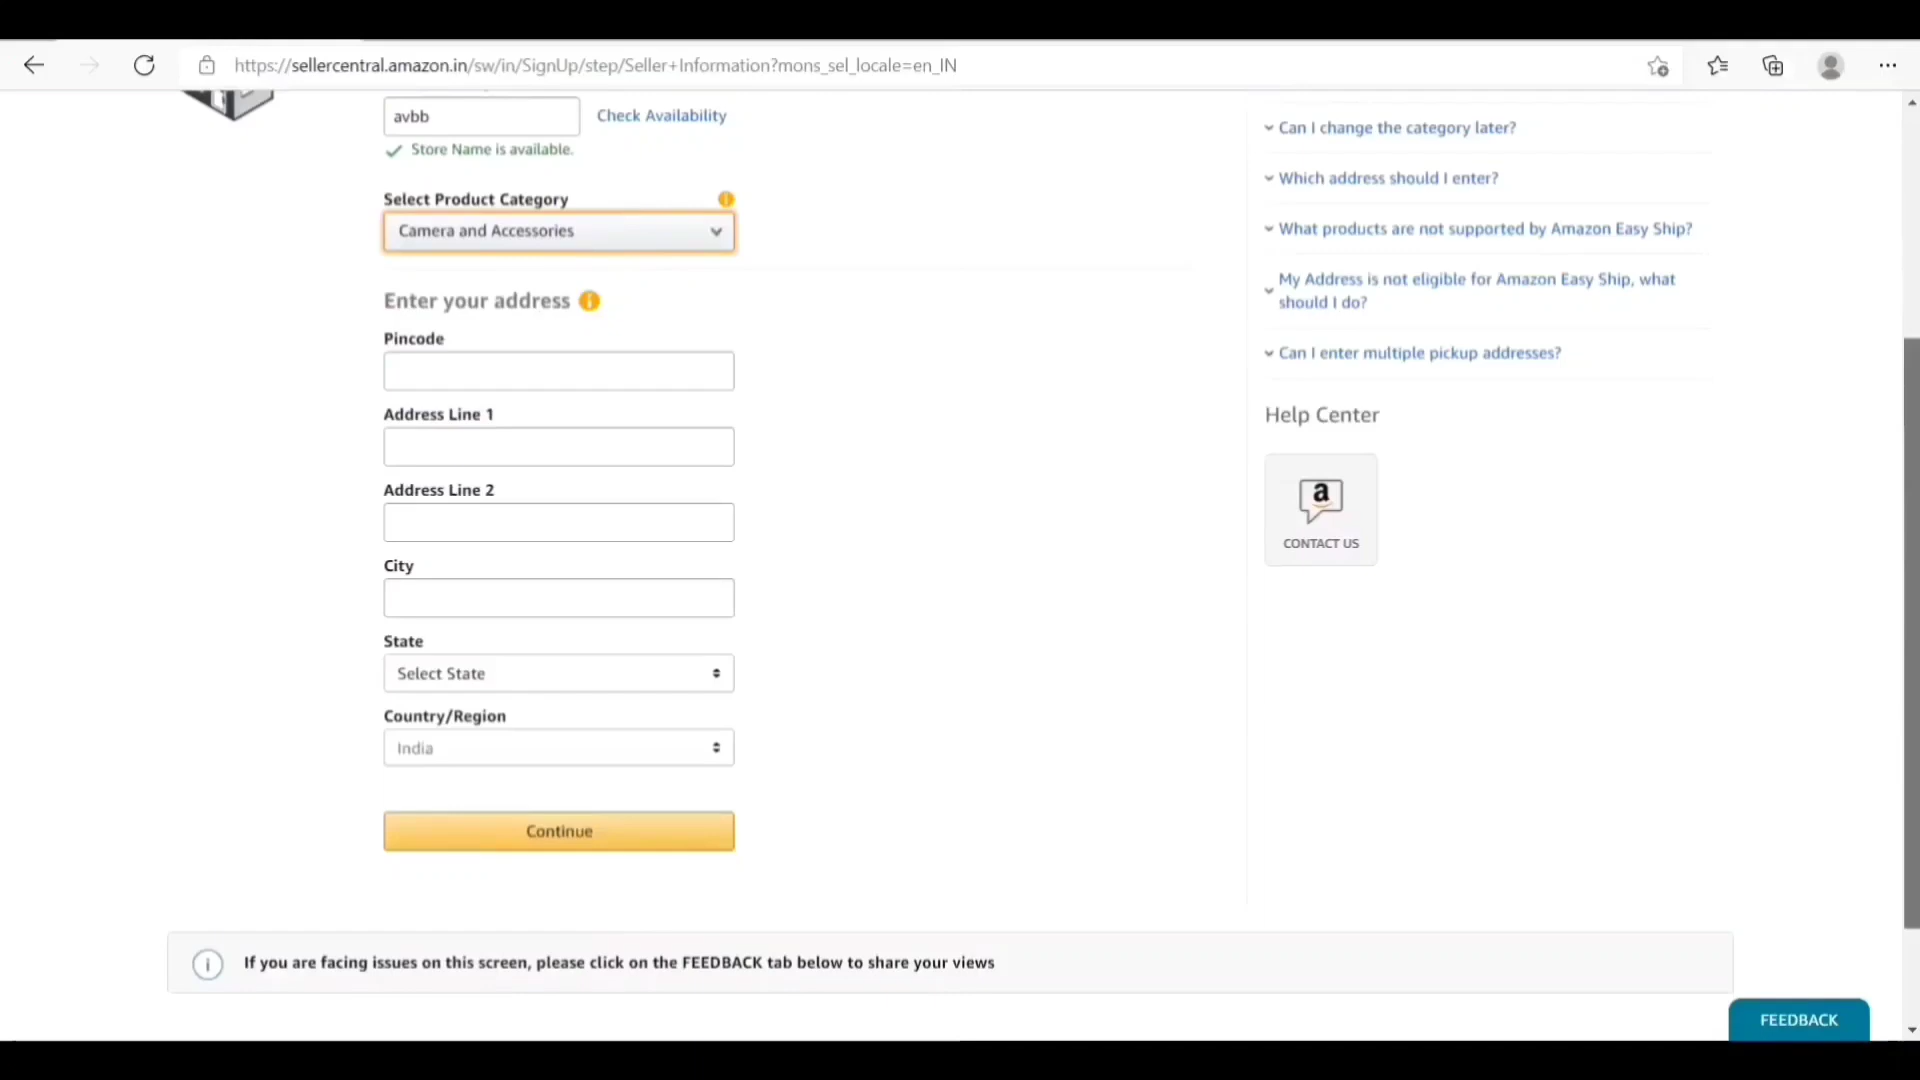 https://sellercentral.amazon.in/sw/in/SignUp/step/Seller+Information?mons_sel_locale=en_IN
avbb
Check Availability
Store Name is available.
Select Product Category
Camera and Accessories
Enter your address
Pincode
Address Line 1
Address Line 2
City
State
Select State
Country/Region
India
Continue
Can I change the category later?
Which address should I enter?
What products are not supported by Amazon Easy Ship?
My Address is not eligible for Amazon Easy Ship, what
should I do?
Can I enter multiple pickup addresses?
Help Center
a
CONTACT US
If you are facing issues on this screen, please click on the FEEDBACK tab below to share your views
FEEDBACK